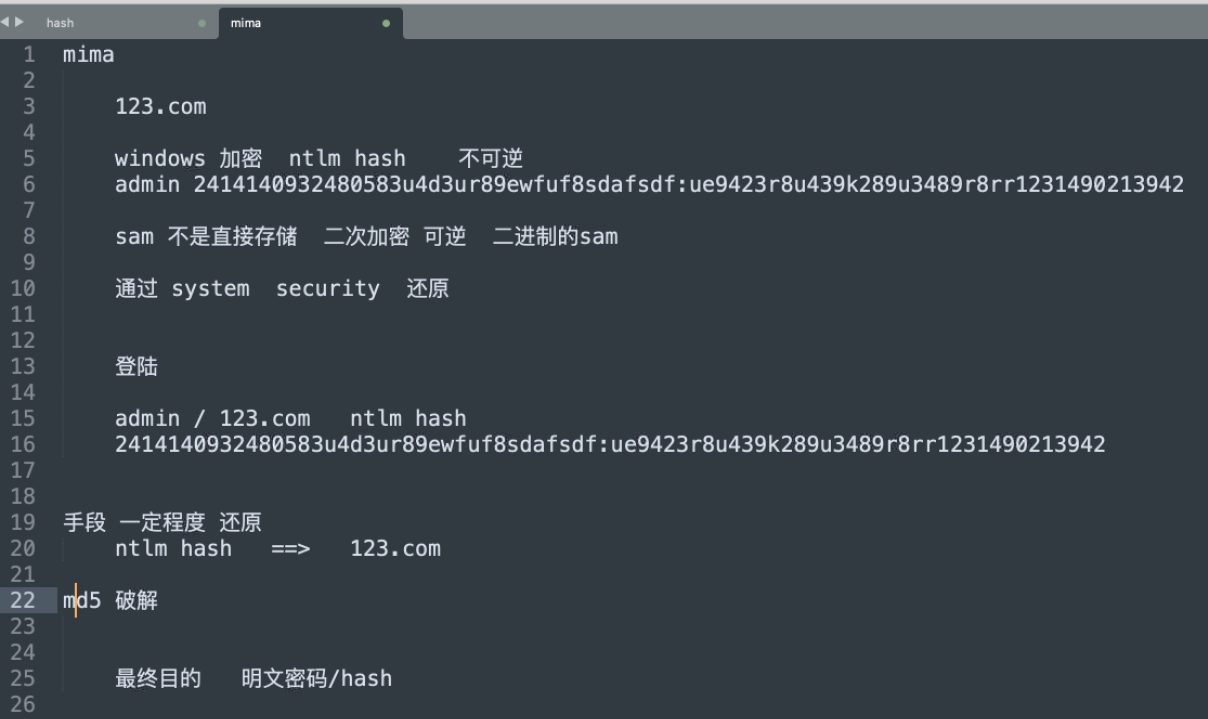 hash
mima
1 mima
2
3 123.com
4
5 windows 加密 ntlm hash 不可逆
6 admin 2414140932480583u4d3ur89ewfuf8sdafsdf:ue9423r8u439k289u3489r8rr1231490213942
7
8 sam 不是直接存储 二次加密 可逆 二进制的sam
9
10 通过 system security 还原
11
12
13 登陆
14
15 admin / 123.com ntlm hash
16 2414140932480583u4d3ur89ewfuf8sdafsdf:ue9423r8u439k289u3489r8rr1231490213942
17
18
19 手段 一定程度 还原
20 ntlm hash ==> 123.com
21
22 md5 破解
23
24
25 最终目的 明文密码/hash
26